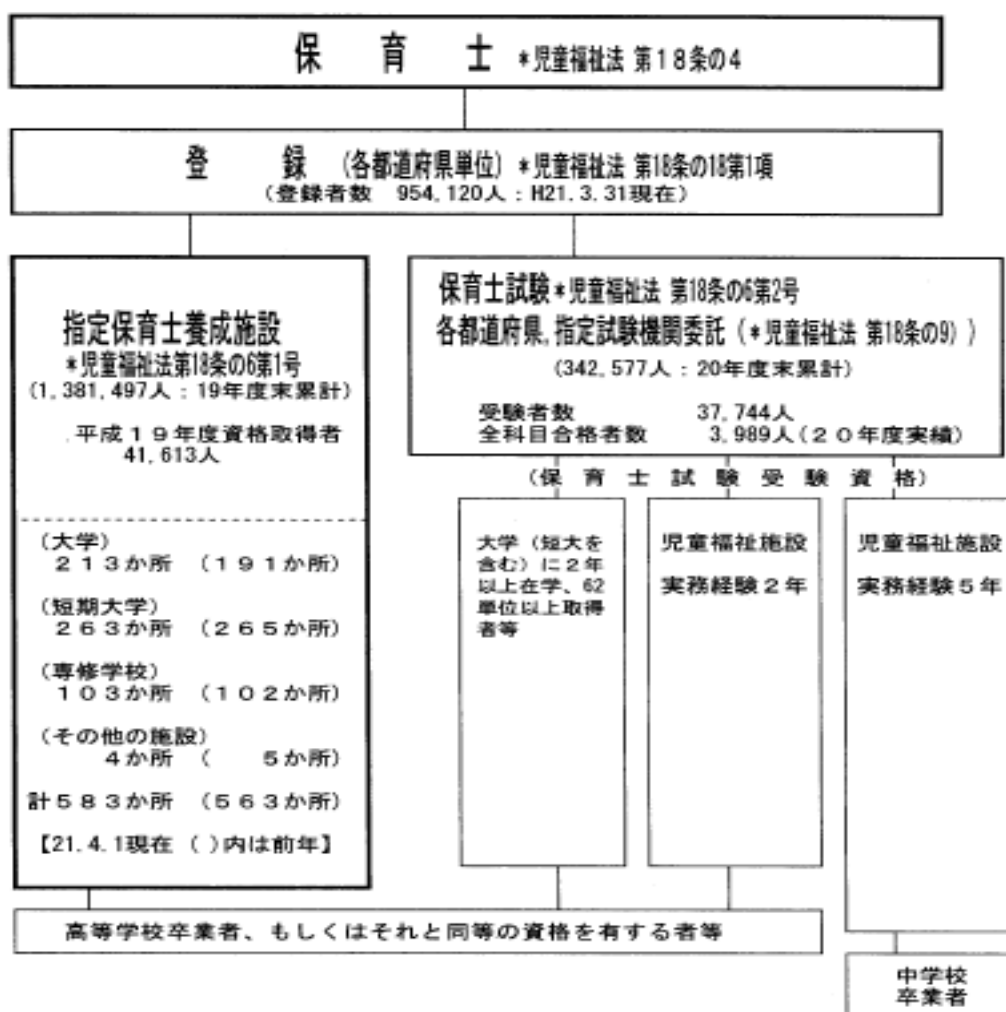 保育士 *児童福祉法 第18条の4
登録 (各都道府県単位) *児童福祉法 第18条の18第1項
(登録者数 954,120人:H21.3.31現在)
指定保育士養成施設
*児童福祉法第18条の6第1号
(1,381,497人:19年度末累計)
平成19年度資格取得者
41,613人
(大学)
213か所 (191か所)
(短期大学)
263か所 (265か所)
(専修学校)
103か所 (102か所)
(その他の施設)
4か所 ( 5か所)
計583か所 (563か所)
【21.4.1現在 ( )内は前年】
保育士試験*児童福祉法 第18条の6第2号
各都道府県,指定試験機関委託(*児童福祉法 第18条の9))
(342,577人:20年度末累計)
受験者数 37,744人
全科目合格者数 3,989人(20年度実績)
(保育士試験受験資格)
大学(短大を
含む)に2年
以上在学、62
単位以上取得
者等
児童福祉施設
実務経験2年
児童福祉施設
実務経験5年
高等学校卒業者、もしくはそれと同等の資格を有する者等
中学校
卒業者